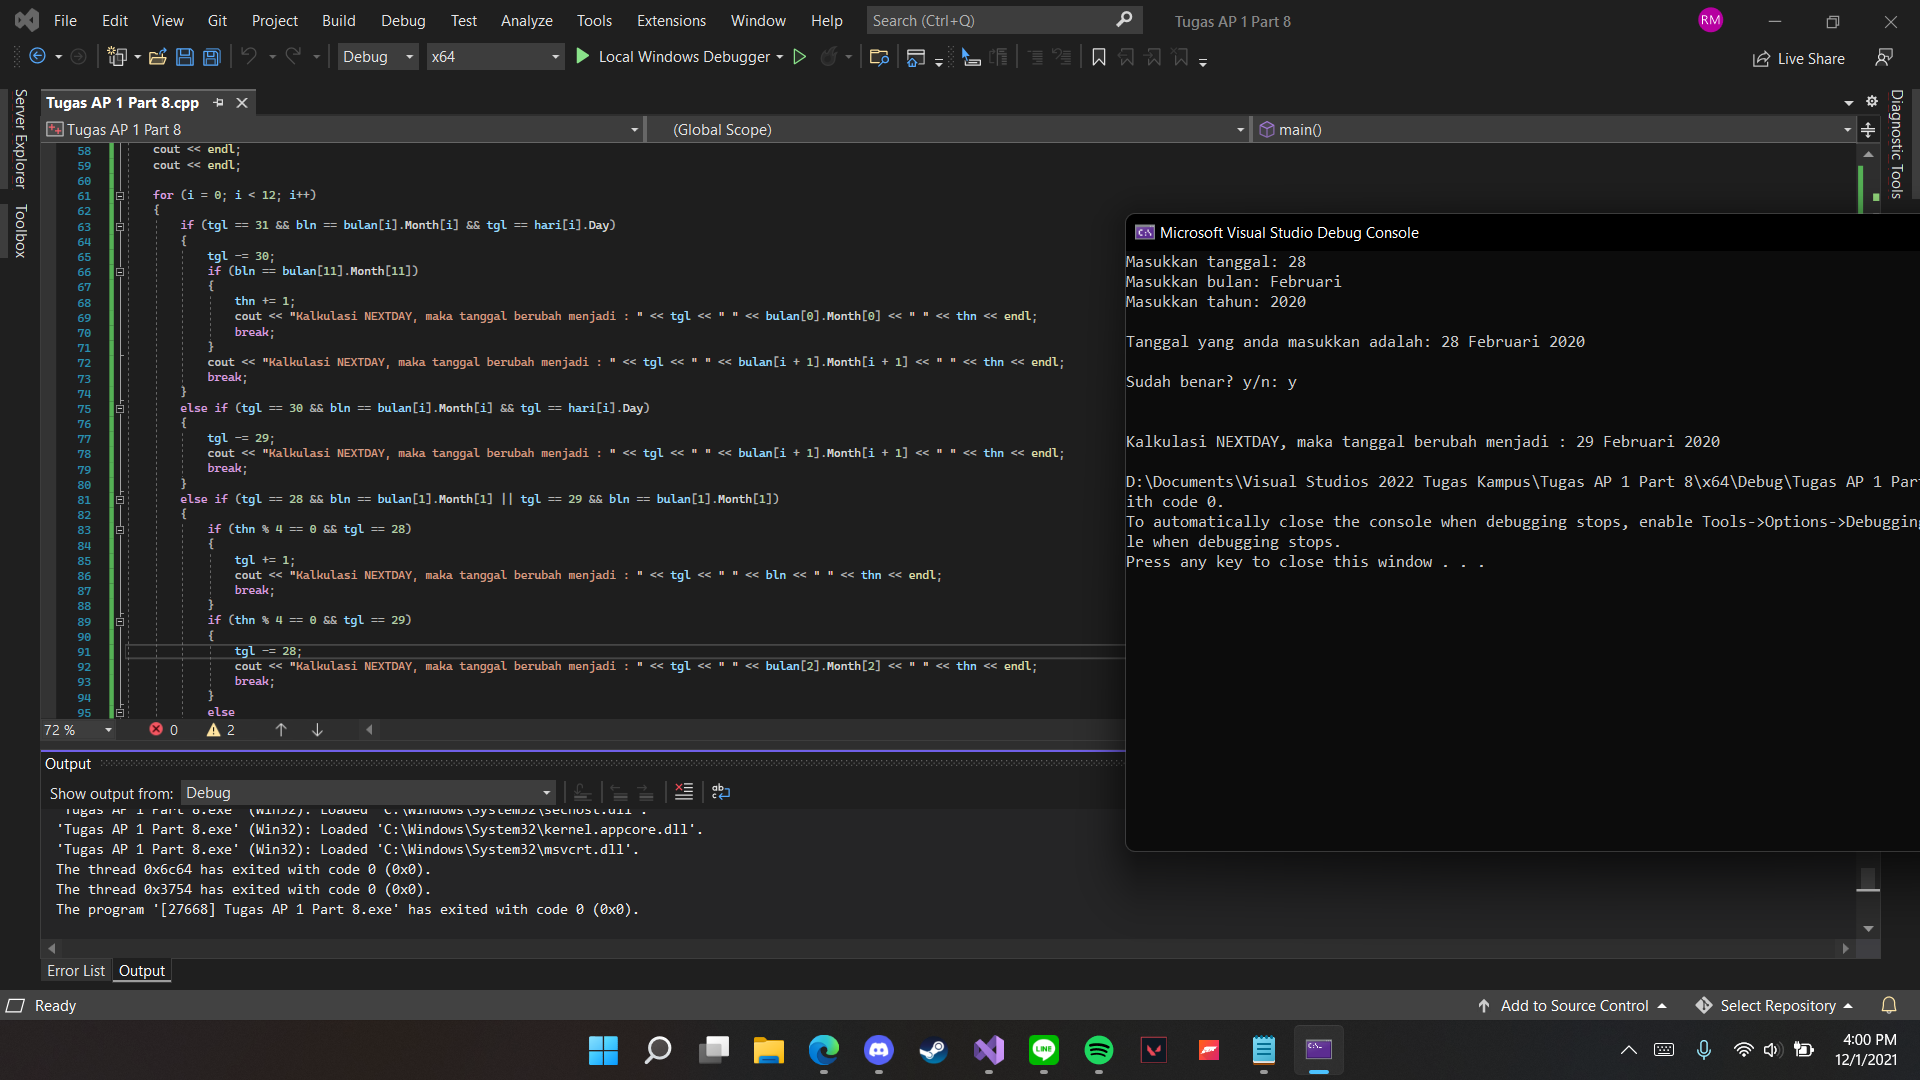 File Edit View Git Project Build Debug Test Analyze Tools Extensions Window Help Search (Ctrl+Q) Tugas AP 1 Part 8 RM
Debug x64 Local Windows Debugger Live Share
Server Explorer
Toolbox
Diagnostic Tools
Tugas AP 1 Part 8.cpp
Tugas AP 1 Part 8 (Global Scope) main()
58 cout << endl;
59 cout << endl;
60
61 for (i = 0; i < 12; i++)
62 {
63 if (tgl == 31 && bln == bulan[i].Month[i] && tgl == hari[i].Day)
64 {
65 tgl -= 30;
66 if (bln == bulan[11].Month[11])
67 {
68 thn += 1;
69 cout << "Kalkulasi NEXTDAY, maka tanggal berubah menjadi : " << tgl << " " << bulan[0].Month[0] << " " << thn << endl;
70 break;
71 }
72 cout << "Kalkulasi NEXTDAY, maka tanggal berubah menjadi : " << tgl << " " << bulan[i + 1].Month[i + 1] << " " << thn << endl;
73 break;
74 }
75 else if (tgl == 30 && bln == bulan[i].Month[i] && tgl == hari[i].Day)
76 {
77 tgl -= 29;
78 cout << "Kalkulasi NEXTDAY, maka tanggal berubah menjadi : " << tgl << " " << bulan[i + 1].Month[i + 1] << " " << thn << endl;
79 break;
80 }
81 else if (tgl == 28 && bln == bulan[1].Month[1] || tgl == 29 && bln == bulan[1].Month[1])
82 {
83 if (thn % 4 == 0 && tgl == 28)
84 {
85 tgl += 1;
86 cout << "Kalkulasi NEXTDAY, maka tanggal berubah menjadi : " << tgl << " " << bln << " " << thn << endl;
87 break;
88 }
89 if (thn % 4 == 0 && tgl == 29)
90 {
91 tgl -= 28;
92 cout << "Kalkulasi NEXTDAY, maka tanggal berubah menjadi : " << tgl << " " << bulan[2].Month[2] << " " << thn << endl;
93 break;
94 }
95 else
72 % 0 2
Microsoft Visual Studio Debug Console
Masukkan tanggal: 28
Masukkan bulan: Februari
Masukkan tahun: 2020
Tanggal yang anda masukkan adalah: 28 Februari 2020
Sudah benar? y/n: y
Kalkulasi NEXTDAY, maka tanggal berubah menjadi : 29 Februari 2020
D:\Documents\Visual Studios 2022 Tugas Kampus\Tugas AP 1 Part 8\x64\Debug\Tugas AP 1 Par
ith code 0.
To automatically close the console when debugging stops, enable Tools->Options->Debugging
le when debugging stops.
Press any key to close this window . . .
Output
Show output from: Debug
'Tugas AP 1 Part 8.exe' (Win32): Loaded 'C:\Windows\System32\sechost.dll'.
'Tugas AP 1 Part 8.exe' (Win32): Loaded 'C:\Windows\System32\kernel.appcore.dll'.
'Tugas AP 1 Part 8.exe' (Win32): Loaded 'C:\Windows\System32\msvcrt.dll'.
The thread 0x6c64 has exited with code 0 (0x0).
The thread 0x3754 has exited with code 0 (0x0).
The program '[27668] Tugas AP 1 Part 8.exe' has exited with code 0 (0x0).
Error List Output
Ready Add to Source Control Select Repository
LINE
4:00 PM
12/1/2021